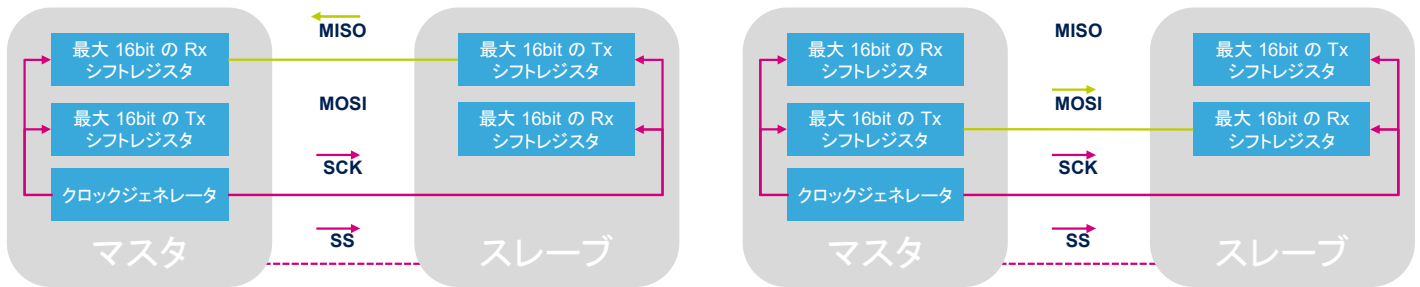 MISO
最大 16bit の Rx
シフトレジスタ
最大 16bit の Tx
シフトレジスタ
MOSI
最大 16bit の Tx
シフトレジスタ
最大 16bit の Rx
シフトレジスタ
SCK
クロックジェネレータ
SS
マスタ
スレーブ
MISO
最大 16bit の Rx
シフトレジスタ
最大 16bit の Tx
シフトレジスタ
MOSI
最大 16bit の Tx
シフトレジスタ
最大 16bit の Rx
シフトレジスタ
SCK
クロックジェネレータ
SS
マスタ
スレーブ